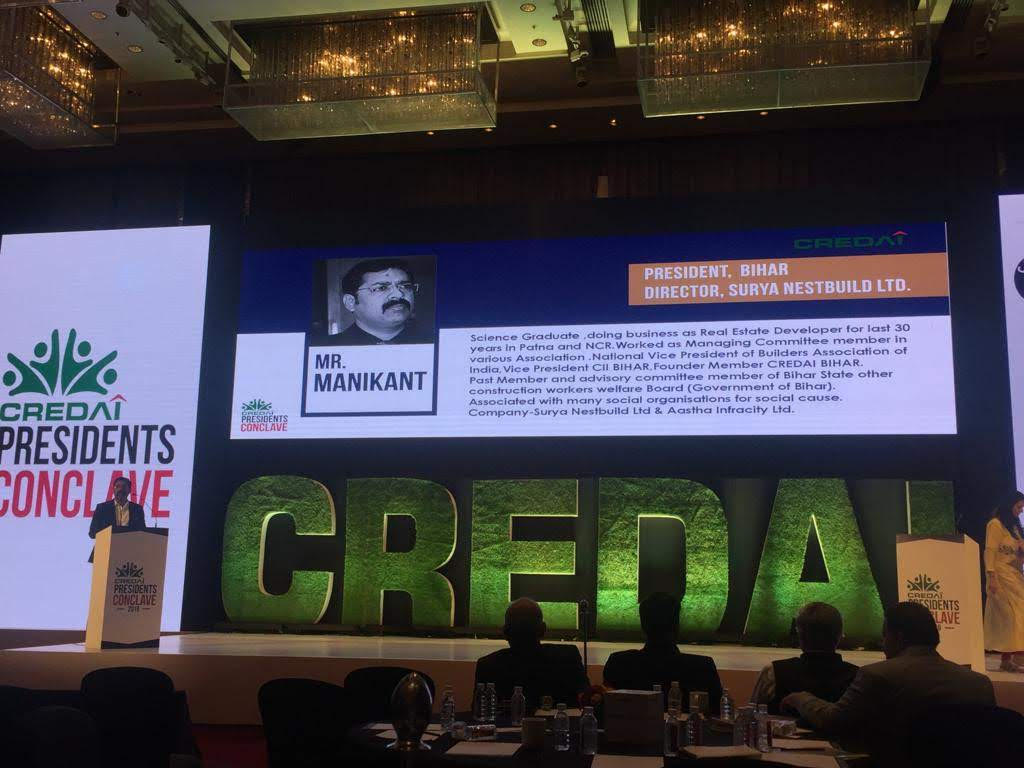 CREDAI
PRESIDENT, BIHAR
DIRECTOR, SURYA NESTBUILD LTD.
MR.
MANIKANT
Science Graduate ,doing business as Real Estate Developer for last 30
years in Patna and NCR.Worked as Managing Committee member in
various Association .National Vice President of Builders Association of
India,Vice President CII BIHAR,Founder Member CREDAI BIHAR.
Past Member and advisory committee member of Bihar State other
construction workers welfare Board (Government of Bihar).
Associated with many social organisations for social cause.
Company-Surya Nestbuild Ltd & Aastha Infracity Ltd.
CREDAI
PRESIDENTS
CONCLAVE
CREDAI
PRESIDENTS
CONCLAVE
CREDAI
CREDAI
PRESIDENTS
CONCLAVE
2018
CREDAI
PRESIDENTS